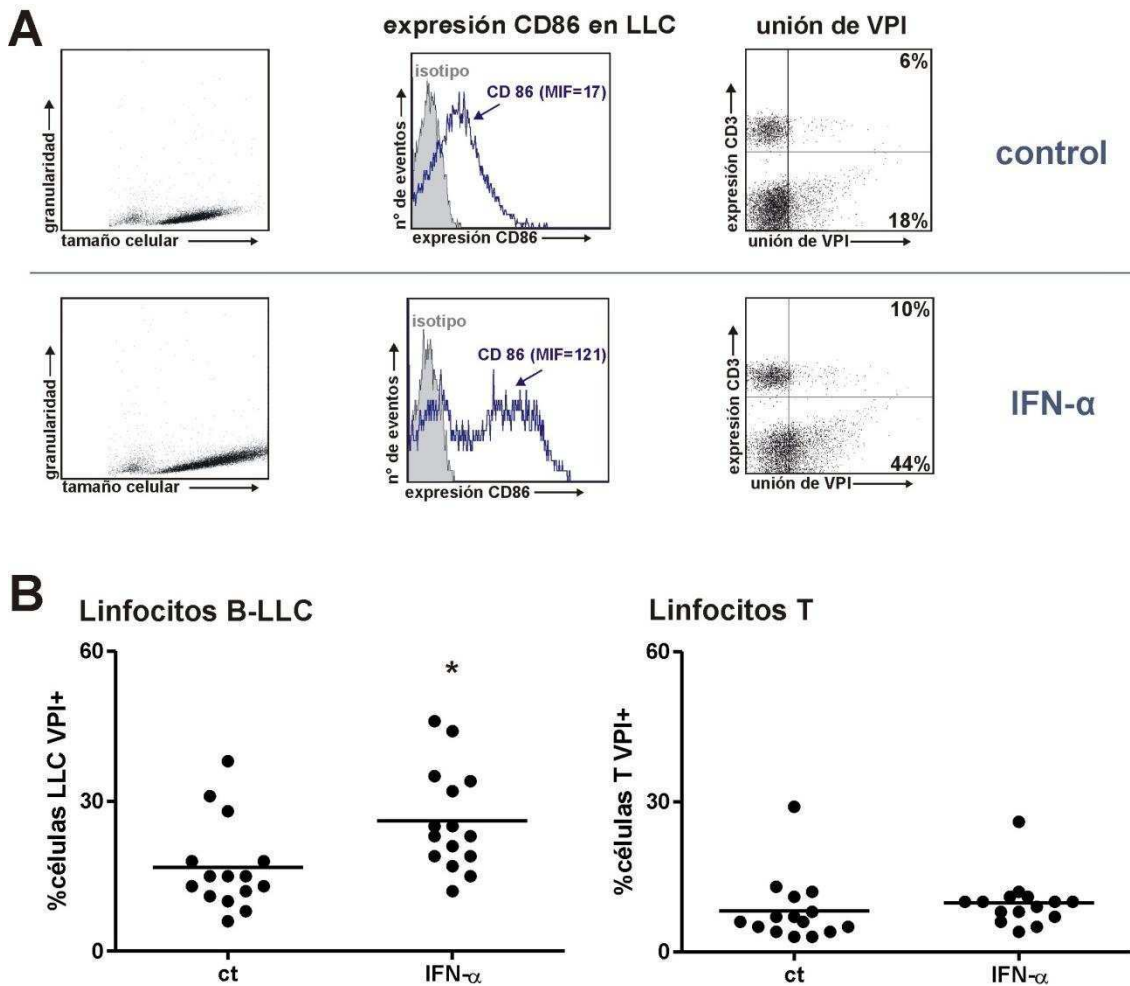 A
expresión CD86 en LLC
unión de VPI
granularidad
tamaño celular
isotipo
CD 86 (MIF=17)
n° de eventos
expresión CD86
6%
expresión CD3
18%
unión de VPI
control
granularidad
tamaño celular
isotipo
CD 86 (MIF=121)
n° de eventos
expresión CD86
10%
expresión CD3
44%
unión de VPI
IFN-α
B
Linfocitos B-LLC
%células LLC VPI+
60
30
0
*
ct
IFN-α
Linfocitos T
%células T VPI+
60
30
0
ct
IFN-α